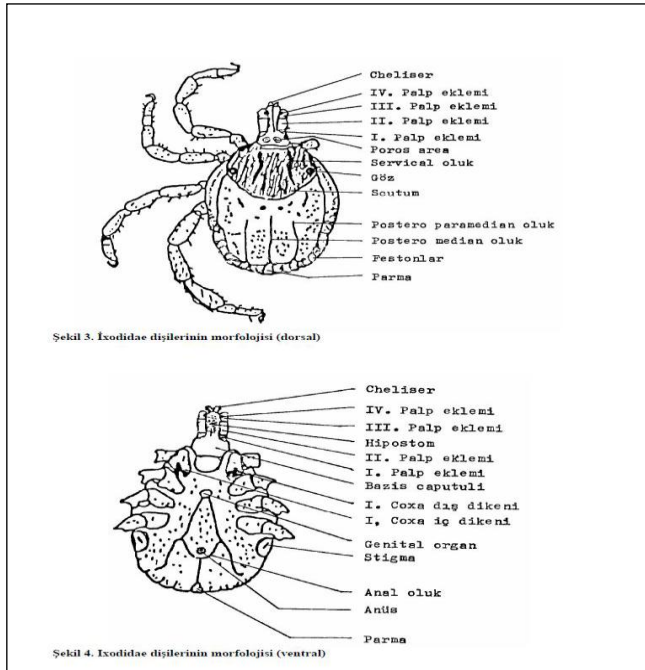 Cheliser
IV. Palp eklemi
III. Palp eklemi
II. Palp eklemi
I. Palp eklemi
Poros area
Servical oluk
Göz
Scutum
Postero paramedian oluk
Postero median oluk
Festonlar
Parma
Şekil 3. İxodidae dişilerinin morfolojisi (dorsal)
Cheliser
IV. Palp eklemi
III. Palp eklemi
Hipostom
II. Palp eklemi
I. Palp eklemi
Bazis caputuli
I. Coxa dış dikeni
I, Coxa iç dikeni
Genital organ
Stigma
Anal oluk
Anüs
Parma
Şekil 4. Ixodidae dişilerinin morfolojisi (ventral)